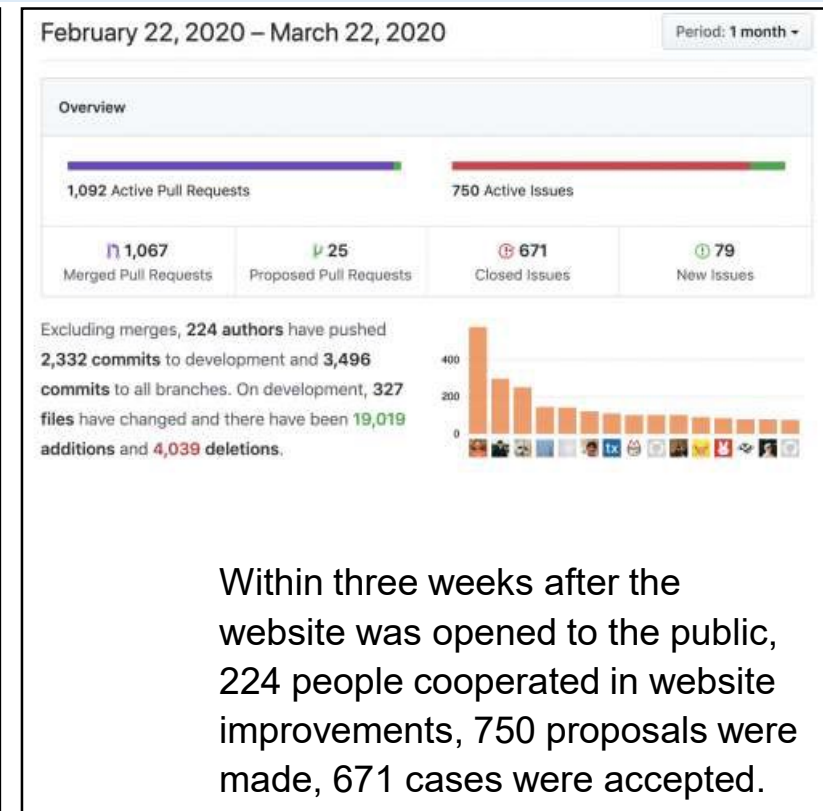 February 22, 2020 – March 22, 2020
Period: 1 month
Overview
1,092 Active Pull Requests
750 Active Issues
1,067
Merged Pull Requests
25
Proposed Pull Requests
671
Closed Issues
79
New Issues
Excluding merges, 224 authors have pushed
2,332 commits to development and 3,496
commits to all branches. On development, 327
files have changed and there have been 19,019
additions and 4,039 deletions.
400
200
0
tx
Within three weeks after the
website was opened to the public,
224 people cooperated in website
improvements, 750 proposals were
made, 671 cases were accepted.